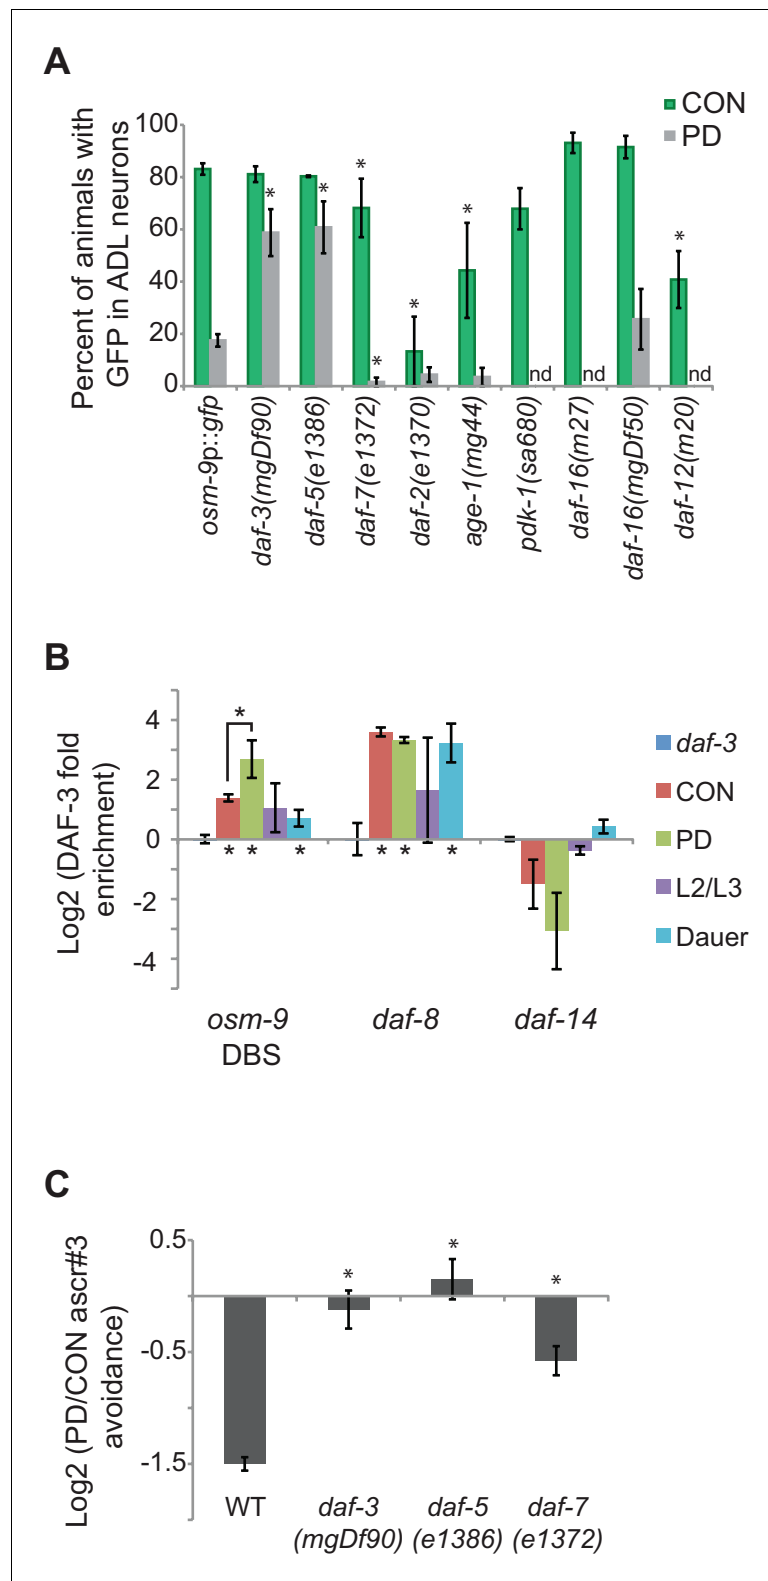 A
CON
PD
Percent of animals with
GFP in ADL neurons
100
80
60
40
20
0
* * * * * * * *
nd nd nd
osm-9p::gfp
daf-3(mgDf90)
daf-5(e1386)
daf-7(e1372)
daf-2(e1370)
age-1(mg44)
pdk-1(sa680)
daf-16(m27)
daf-16(mgDf50)
daf-12(m20)
B
Log2 (DAF-3 fold
enrichment)
4
2
0
-2
-4
*
* * * * * *
daf-3
CON
PD
L2/L3
Dauer
osm-9
DBS
daf-8
daf-14
C
Log2 (PD/CON ascr#3
avoidance)
0.5
-0.5
-1.5
* * *
WT
daf-3
(mgDf90)
daf-5
(e1386)
daf-7
(e1372)